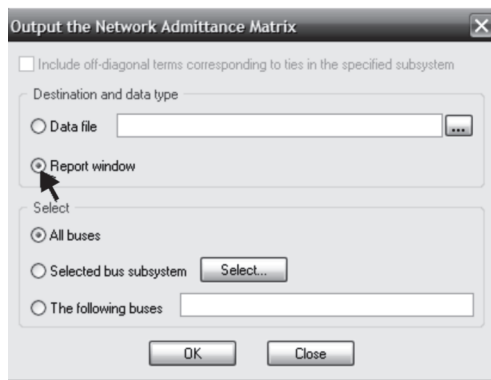 Output the Network Admittance Matrix
Include off-diagonal terms corresponding to ties in the specified subsystem
Destination and data type
Data file ...
Report window
Select
All buses
Selected bus subsystem Select...
The following buses
OK Close